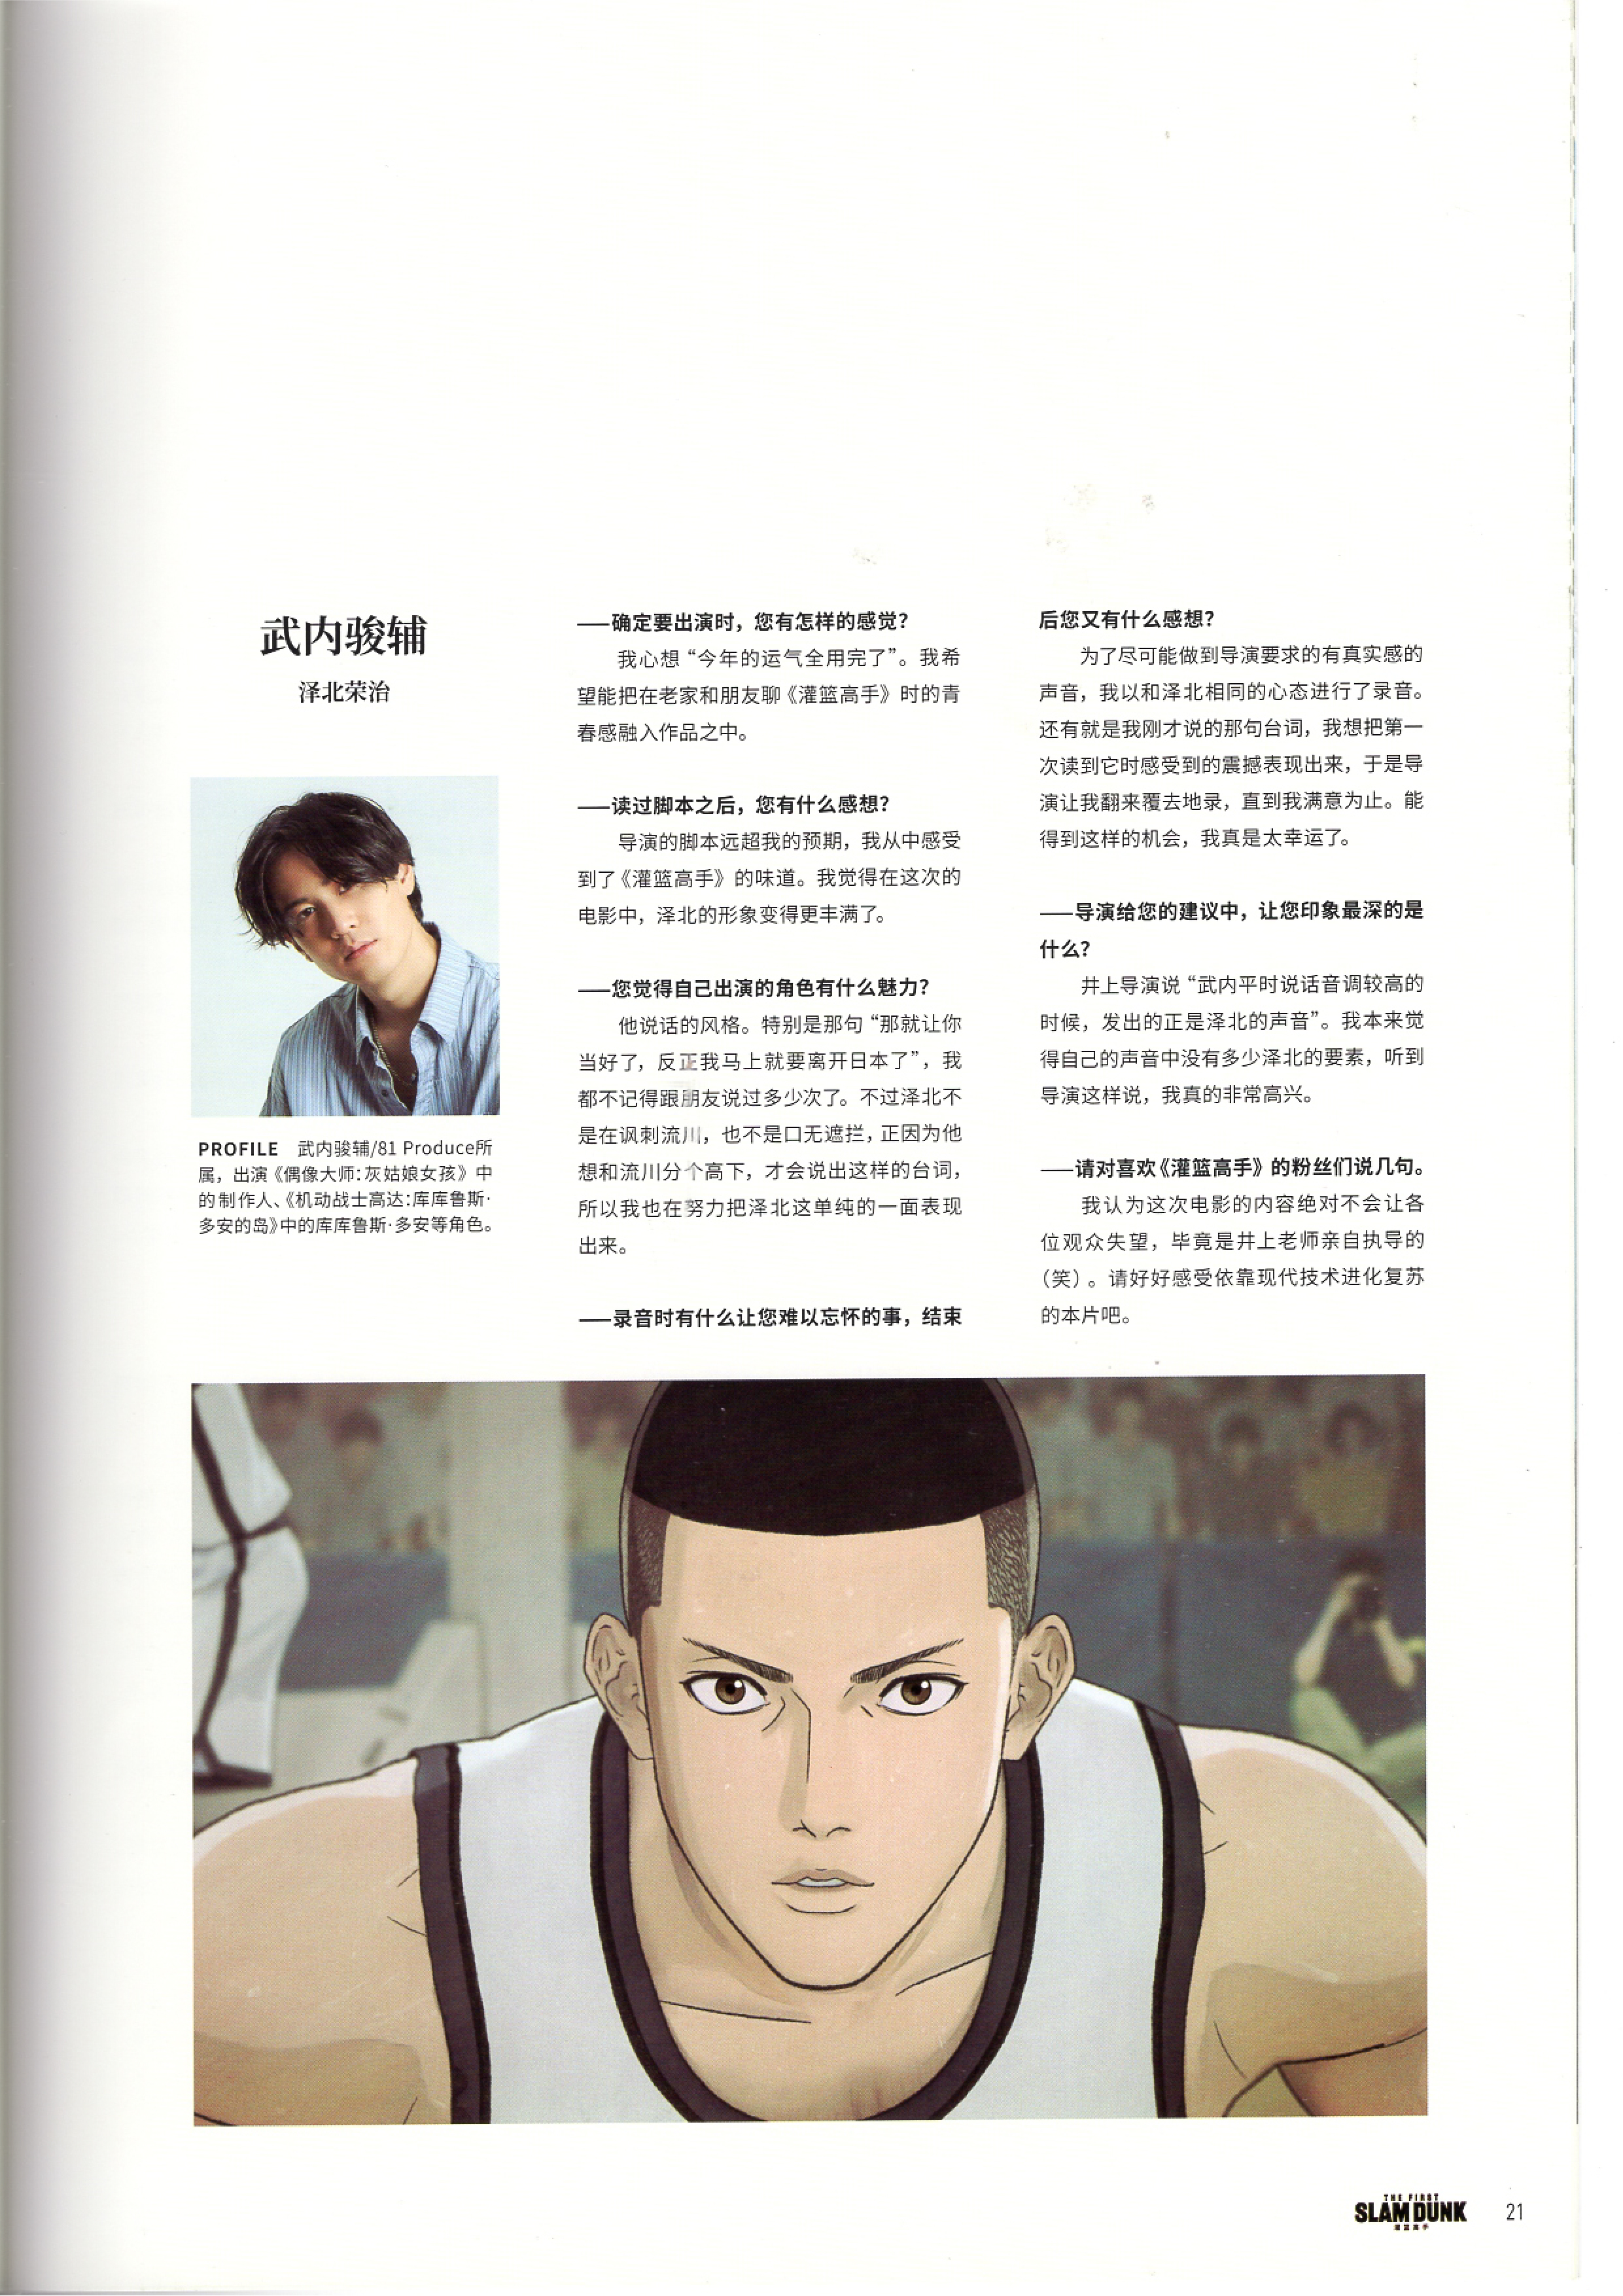 武内骏辅
泽北荣治
PROFILE 武内骏辅/81 Produce所
属，出演《偶像大师：灰姑娘女孩》中
的制作人、《机动战士高达：库库鲁斯·
多安的岛》中的库库鲁斯·多安等角色。
——确定要出演时，您有怎样的感觉？
我心想“今年的运气全用完了”。我希
望能把在老家和朋友聊《灌篮高手》时的青
春感融入作品之中。
——读过脚本之后，您有什么感想？
导演的脚本远超我的预期，我从中感受
到了《灌篮高手》的味道。我觉得在这次的
电影中，泽北的形象变得更丰满了。
——您觉得自己出演的角色有什么魅力？
他说话的风格。特别是那句“那就让你
当好了，反正我马上就要离开日本了”，我
都不记得跟朋友说过多少次了。不过泽北不
是在讽刺流川，也不是口无遮拦，正因为他
想和流川分个高下，才会说出这样的台词，
所以我也在努力把泽北这单纯的一面表现
出来。
——录音时有什么让您难以忘怀的事，结束
后您又有什么感想？
为了尽可能做到导演要求的有真实感的
声音，我以和泽北相同的心态进行了录音。
还有就是我刚才说的那句台词，我想把第一
次读到它时感受到的震撼表现出来，于是导
演让我翻来覆去地录，直到我满意为止。能
得到这样的机会，我真是太幸运了。
——导演给您的建议中，让您印象最深的是
什么？
井上导演说“武内平时说话音调较高的
时候，发出的正是泽北的声音”。我本来觉
得自己的声音中没有多少泽北的要素，听到
导演这样说，我真的非常高兴。
——请对喜欢《灌篮高手》的粉丝们说几句。
我认为这次电影的内容绝对不会让各
位观众失望，毕竟是井上老师亲自执导的
（笑）。请好好感受依靠现代技术进化复苏
的本片吧。
THE FIRST
SLAM DUNK
灌篮高手
21